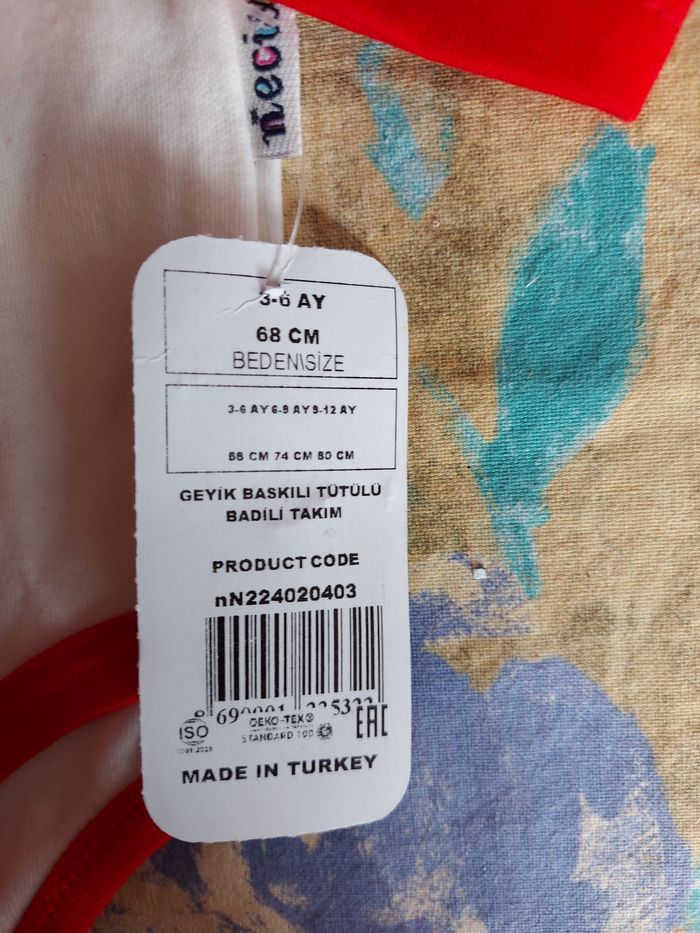 3-6 AY
68 CM
BEDEN\SİZE
3-6 AY 6-9 AY 9-12 AY
68 CM 74 CM 80 CM
GEYİK BASKILI TÜTÜLÜ
BADİLİ TAKIM
PRODUCT CODE
nN224020403
OEKO-TEX®
ISO
STANDARD 100
EAC
MADE IN TURKEY